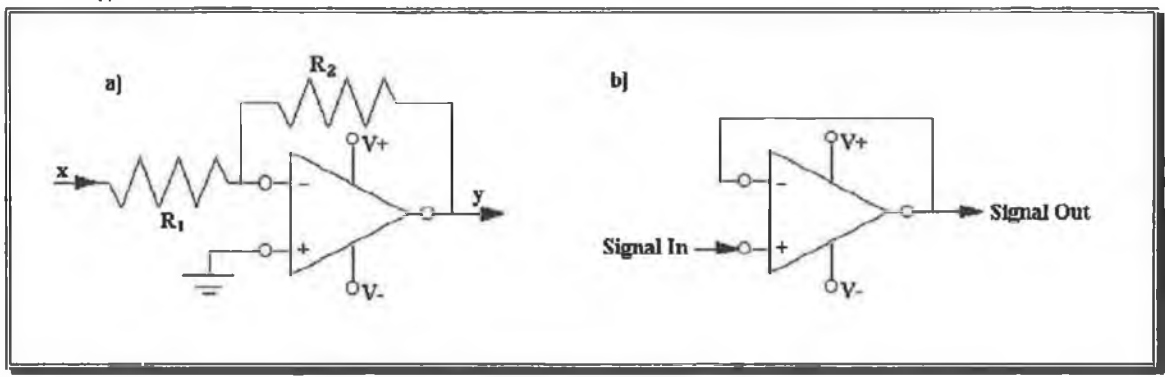 a)
R2
V+
x
-
y
R1
+
V-
b)
V+
-
Signal Out
Signal In
+
V-